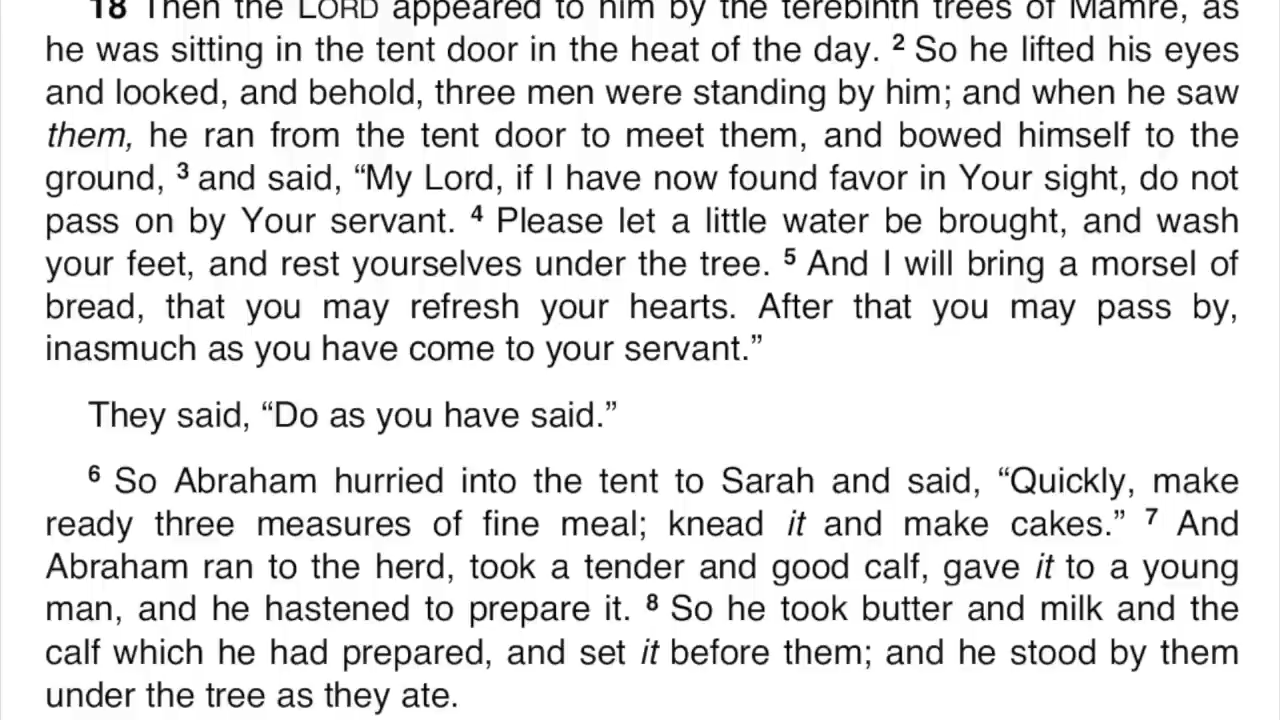 18 Then the LORD appeared to him by the terebinth trees of Mamre, as
he was sitting in the tent door in the heat of the day. 2 So he lifted his eyes
and looked, and behold, three men were standing by him; and when he saw
them, he ran from the tent door to meet them, and bowed himself to the
ground, 3 and said, “My Lord, if I have now found favor in Your sight, do not
pass on by Your servant. 4 Please let a little water be brought, and wash
your feet, and rest yourselves under the tree. 5 And I will bring a morsel of
bread, that you may refresh your hearts. After that you may pass by,
inasmuch as you have come to your servant.”
They said, “Do as you have said.”
6 So Abraham hurried into the tent to Sarah and said, “Quickly, make
ready three measures of fine meal; knead it and make cakes.” 7 And
Abraham ran to the herd, took a tender and good calf, gave it to a young
man, and he hastened to prepare it. 8 So he took butter and milk and the
calf which he had prepared, and set it before them; and he stood by them
under the tree as they ate.